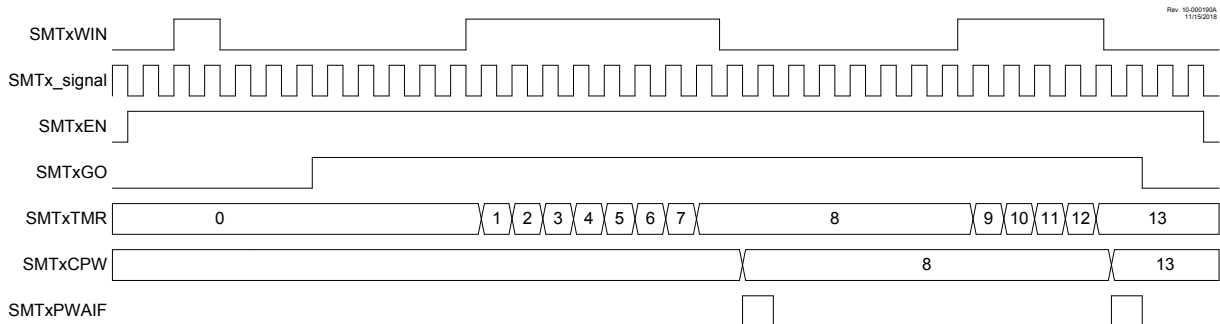 Rev. 10-000190A
11/15/2018
SMTxWIN
SMTx_signal
SMTxEN
SMTxGO
SMTxTMR 0 1 2 3 4 5 6 7 8 9 10 11 12 13
SMTxCPW 8 13
SMTxPWAIF